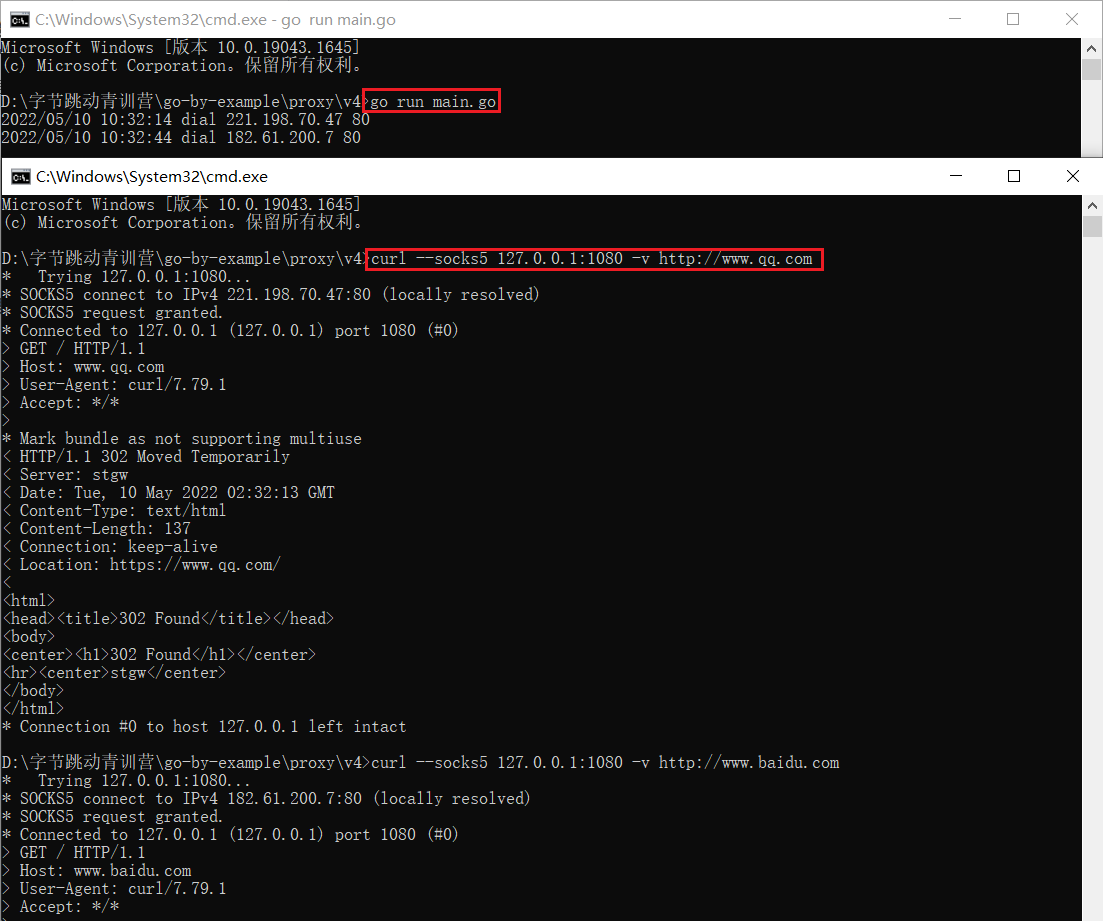 C:\Windows\System32\cmd.exe - go  run main.go
Microsoft Windows [版本 10.0.19043.1645]
(c) Microsoft Corporation。保留所有权利。
D:\字节跳动青训营\go-by-example\proxy\v4>go run main.go
2022/05/10 10:32:14 dial 221.198.70.47 80
2022/05/10 10:32:44 dial 182.61.200.7 80
C:\Windows\System32\cmd.exe
Microsoft Windows [版本 10.0.19043.1645]
(c) Microsoft Corporation。保留所有权利。
D:\字节跳动青训营\go-by-example\proxy\v4>curl --socks5 127.0.0.1:1080 -v http://www.qq.com
*   Trying 127.0.0.1:1080...
* SOCKS5 connect to IPv4 221.198.70.47:80 (locally resolved)
* SOCKS5 request granted.
* Connected to 127.0.0.1 (127.0.0.1) port 1080 (#0)
> GET / HTTP/1.1
> Host: www.qq.com
> User-Agent: curl/7.79.1
> Accept: */*
>
* Mark bundle as not supporting multiuse
< HTTP/1.1 302 Moved Temporarily
< Server: stgw
< Date: Tue, 10 May 2022 02:32:13 GMT
< Content-Type: text/html
< Content-Length: 137
< Connection: keep-alive
< Location: https://www.qq.com/
<
<html>
<head><title>302 Found</title></head>
<body>
<center><h1>302 Found</h1></center>
<hr><center>stgw</center>
</body>
</html>
* Connection #0 to host 127.0.0.1 left intact
D:\字节跳动青训营\go-by-example\proxy\v4>curl --socks5 127.0.0.1:1080 -v http://www.baidu.com
*   Trying 127.0.0.1:1080...
* SOCKS5 connect to IPv4 182.61.200.7:80 (locally resolved)
* SOCKS5 request granted.
* Connected to 127.0.0.1 (127.0.0.1) port 1080 (#0)
> GET / HTTP/1.1
> Host: www.baidu.com
> User-Agent: curl/7.79.1
> Accept: */*